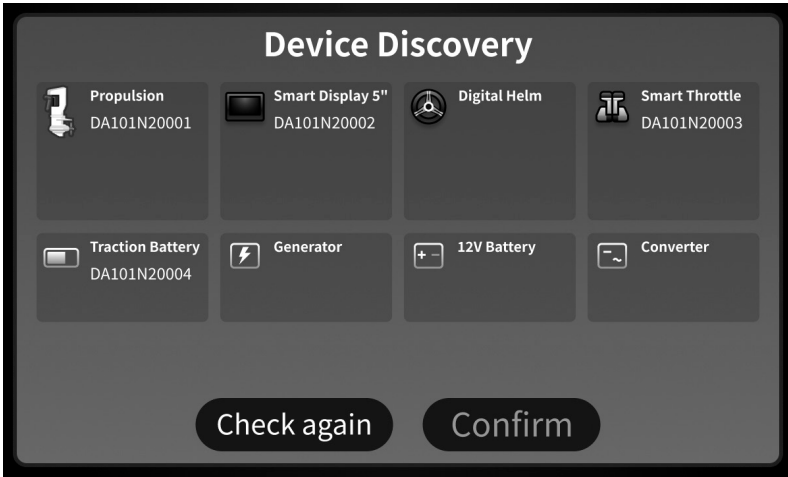 Device Discovery
Propulsion
DA101N20001
Smart Display 5"
DA101N20002
Digital Helm
Smart Throttle
DA101N20003
Traction Battery
DA101N20004
Generator
12V Battery
Converter
Check again
Confirm